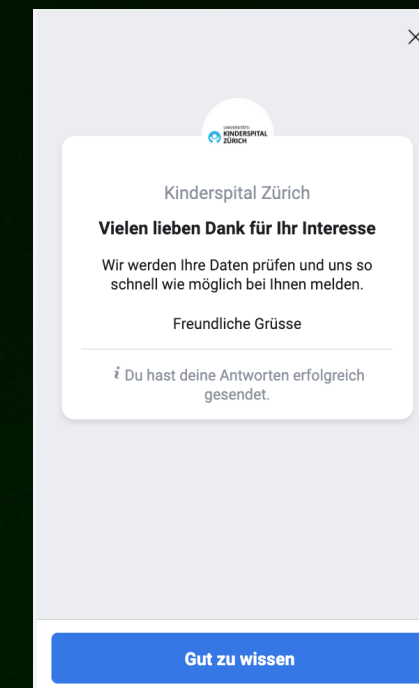 UNIVERSITÄTS-
KINDERSPITAL
ZÜRICH
Kinderspital Zürich
Vielen lieben Dank für Ihr Interesse
Wir werden Ihre Daten prüfen und uns so
schnell wie möglich bei Ihnen melden.
Freundliche Grüsse
i Du hast deine Antworten erfolgreich
gesendet.
Gut zu wissen